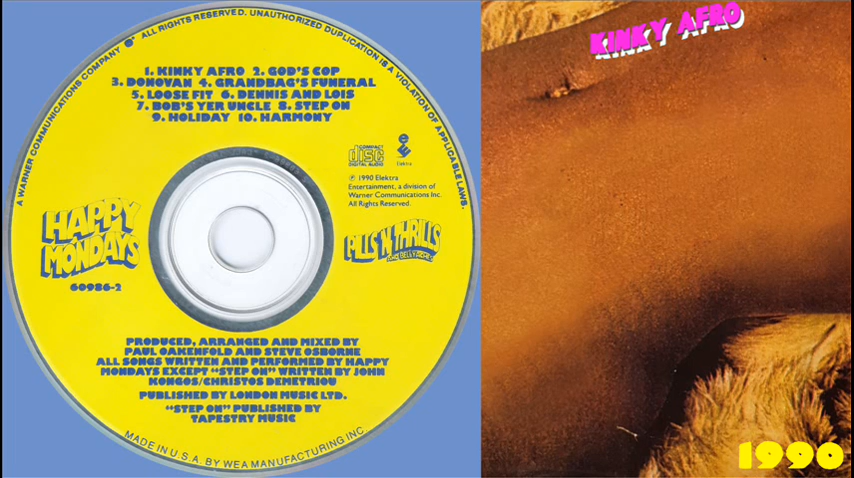 A WARNER COMMUNICATIONS COMPANY ALL RIGHTS RESERVED. UNAUTHORIZED DUPLICATION IS A VIOLATION OF APPLICABLE LAWS.
1. KINKY AFRO 2. GOD'S COP
3. DONOVAN 4. GRANDBAG'S FUNERAL
5. LOOSE FIT 6. DENNIS AND LOIS
7. BOB'S YER UNCLE 8. STEP ON
9. HOLIDAY 10. HARMONY
COMPACT
disc
DIGITAL AUDIO
Elektra
℗ 1990 Elektra
Entertainment, a division of
Warner Communications Inc.
All Rights Reserved.
HAPPY
MONDAYS
60986-2
PILLS 'N' THRILLS
AND BELLYACHES
PRODUCED, ARRANGED AND MIXED BY
PAUL OAKENFOLD AND STEVE OSBORNE
ALL SONGS WRITTEN AND PERFORMED BY HAPPY
MONDAYS EXCEPT "STEP ON" WRITTEN BY JOHN
KONGOS/CHRISTOS DEMETRIOU
PUBLISHED BY LONDON MUSIC LTD.
"STEP ON" PUBLISHED BY
TAPESTRY MUSIC
MADE IN U.S.A. BY WEA MANUFACTURING INC.
KINKY AFRO
1990